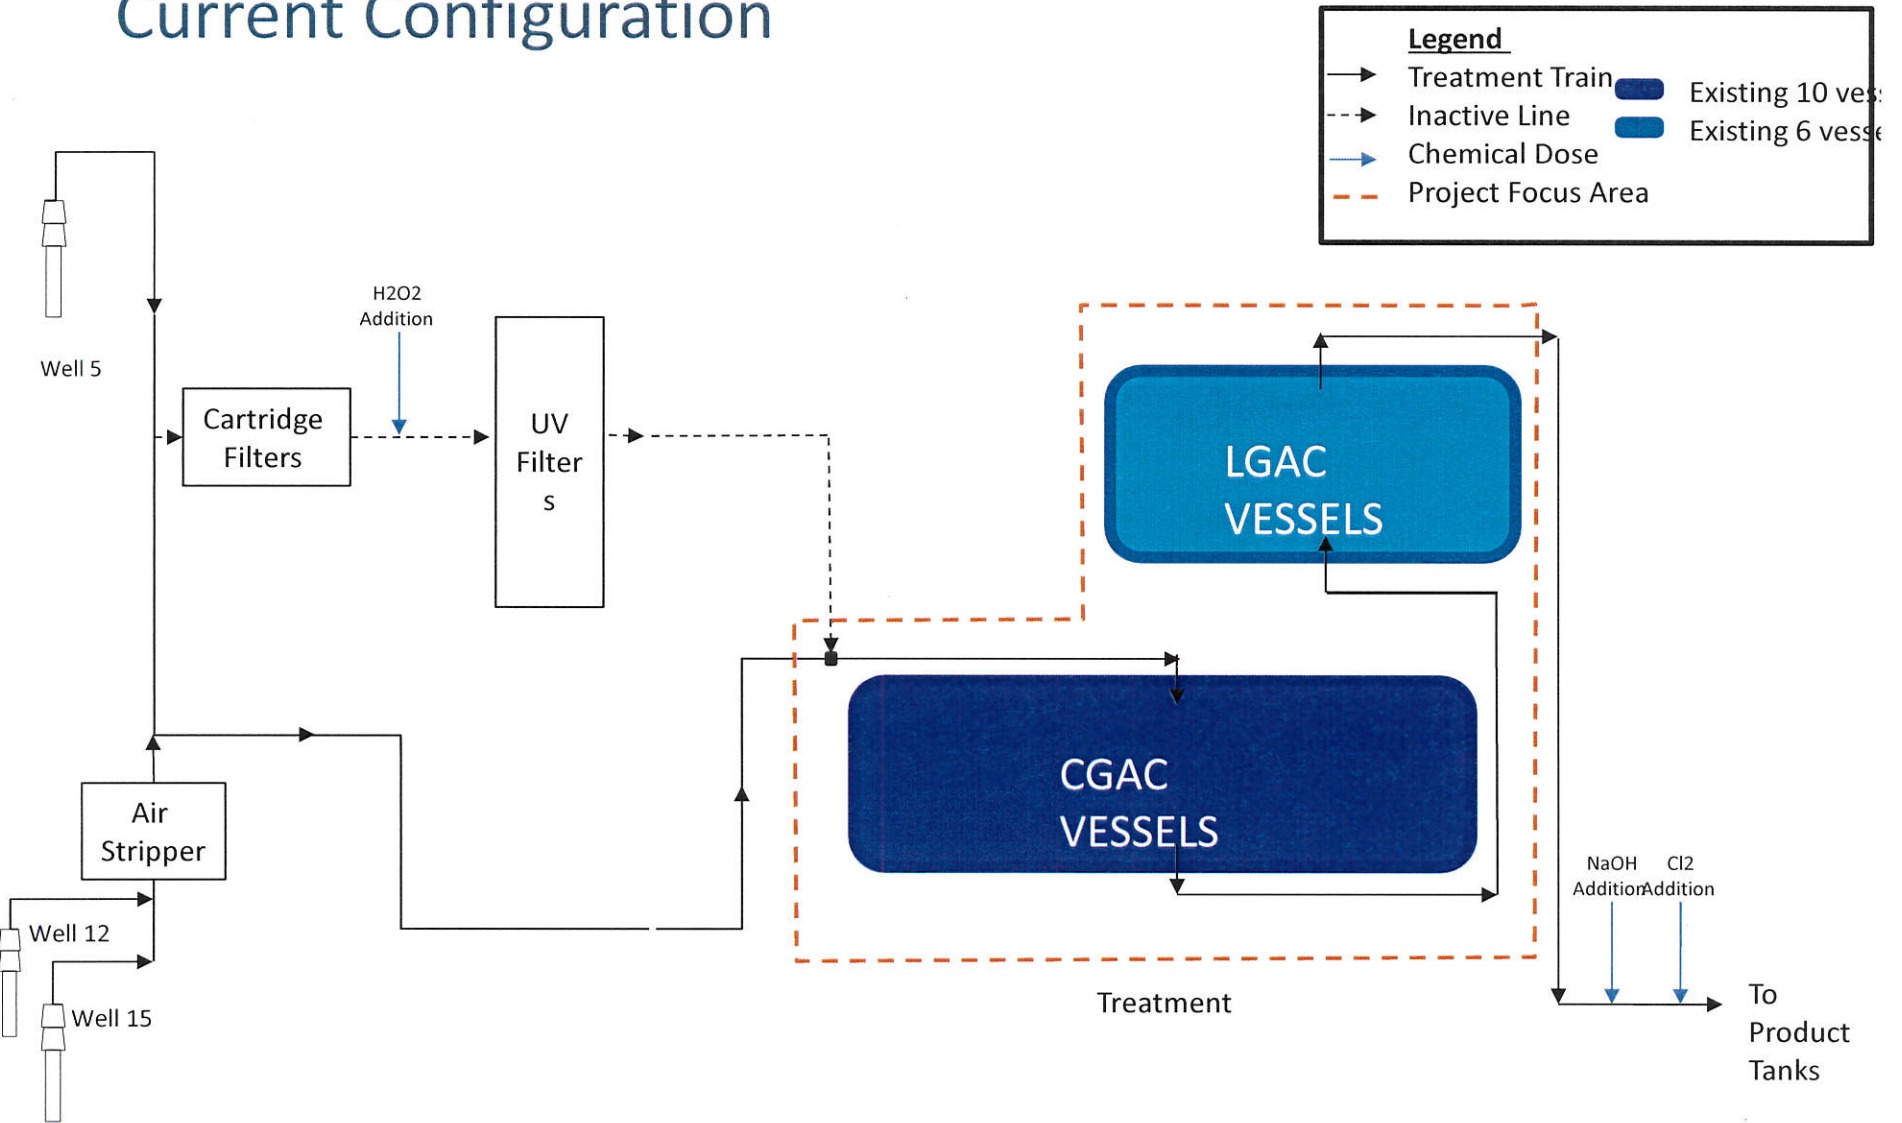 Current Configuration
Legend
Treatment Train
Inactive Line
Chemical Dose
Project Focus Area
Existing 10 vess
Existing 6 vesse
H2O2
Addition
Well 5
Cartridge
Filters
UV
Filter
s
LGAC
VESSELS
CGAC
VESSELS
Air
Stripper
Well 12
Well 15
Treatment
NaOH
Addition
Cl2
Addition
To
Product
Tanks